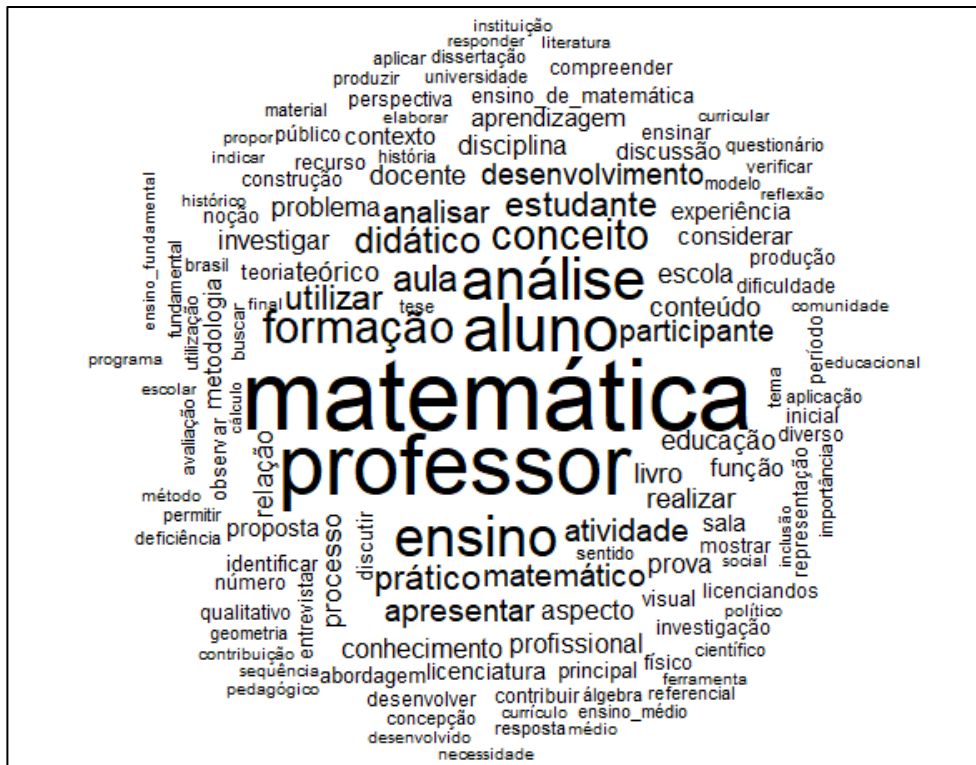 instituição
responder literatura
aplicar dissertação compreender
produzir universidade
perspectiva ensino_de_matemática
material elaborar aprendizagem curricular
propor público contexto disciplina ensinar questionário
indicar recurso história discussão verificar
construção docente desenvolvimento modelo
histórico reflexão
noção problema analisar estudante experiência
ensino_fundamental
fundamental
investigar didático conceito considerar
brasil teoria teórico aula análise escola produção
utilização
metodologia
final utilizar tese conteúdo dificuldade
buscar
formação aluno participante comunidade
período
programa educacional
escolar matemática tema aplicação
cálculo
inicial
avaliação
observar
relação professor educação diverso
livro função
método realizar
representação
importância
permitir
deficiência proposta ensino atividade sala
inclusão
processo
discutir
sentido mostrar
identificar prova social
número prático matemático visual licenciandos
entrevista
qualitativo apresentar aspecto político
geometria investigação
contribuição conhecimento profissional científico
sequência abordagem licenciatura principal físico
pedagógico ferramenta
desenvolver contribuir álgebra referencial
concepção currículo ensino_médio
desenvolvido resposta médio
necessidade